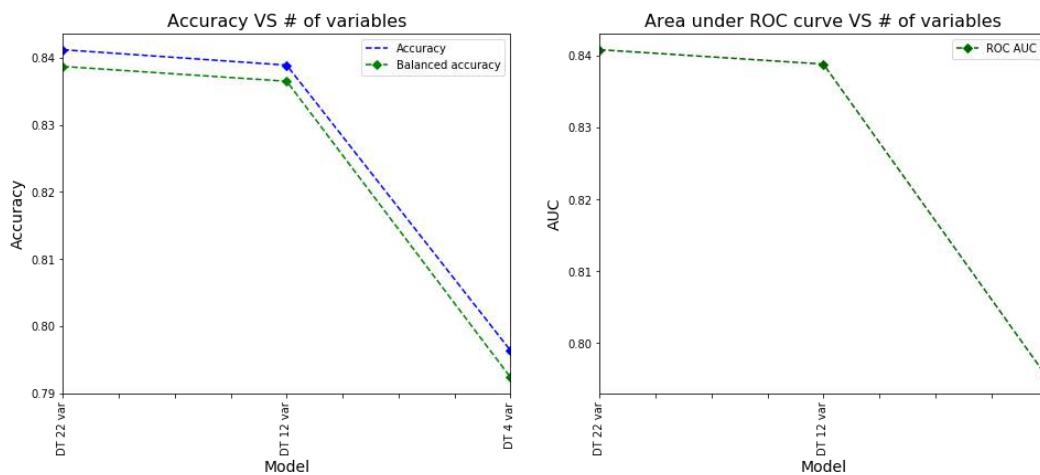 Accuracy VS # of variables
Accuracy
Balanced accuracy
0.84
0.83
0.82
0.81
0.80
0.79
Accuracy
DT 22 var
DT 12 var
DT 4 var
Model
Area under ROC curve VS # of variables
ROC AUC
0.84
0.83
0.82
0.81
0.80
AUC
DT 22 var
DT 12 var
Model